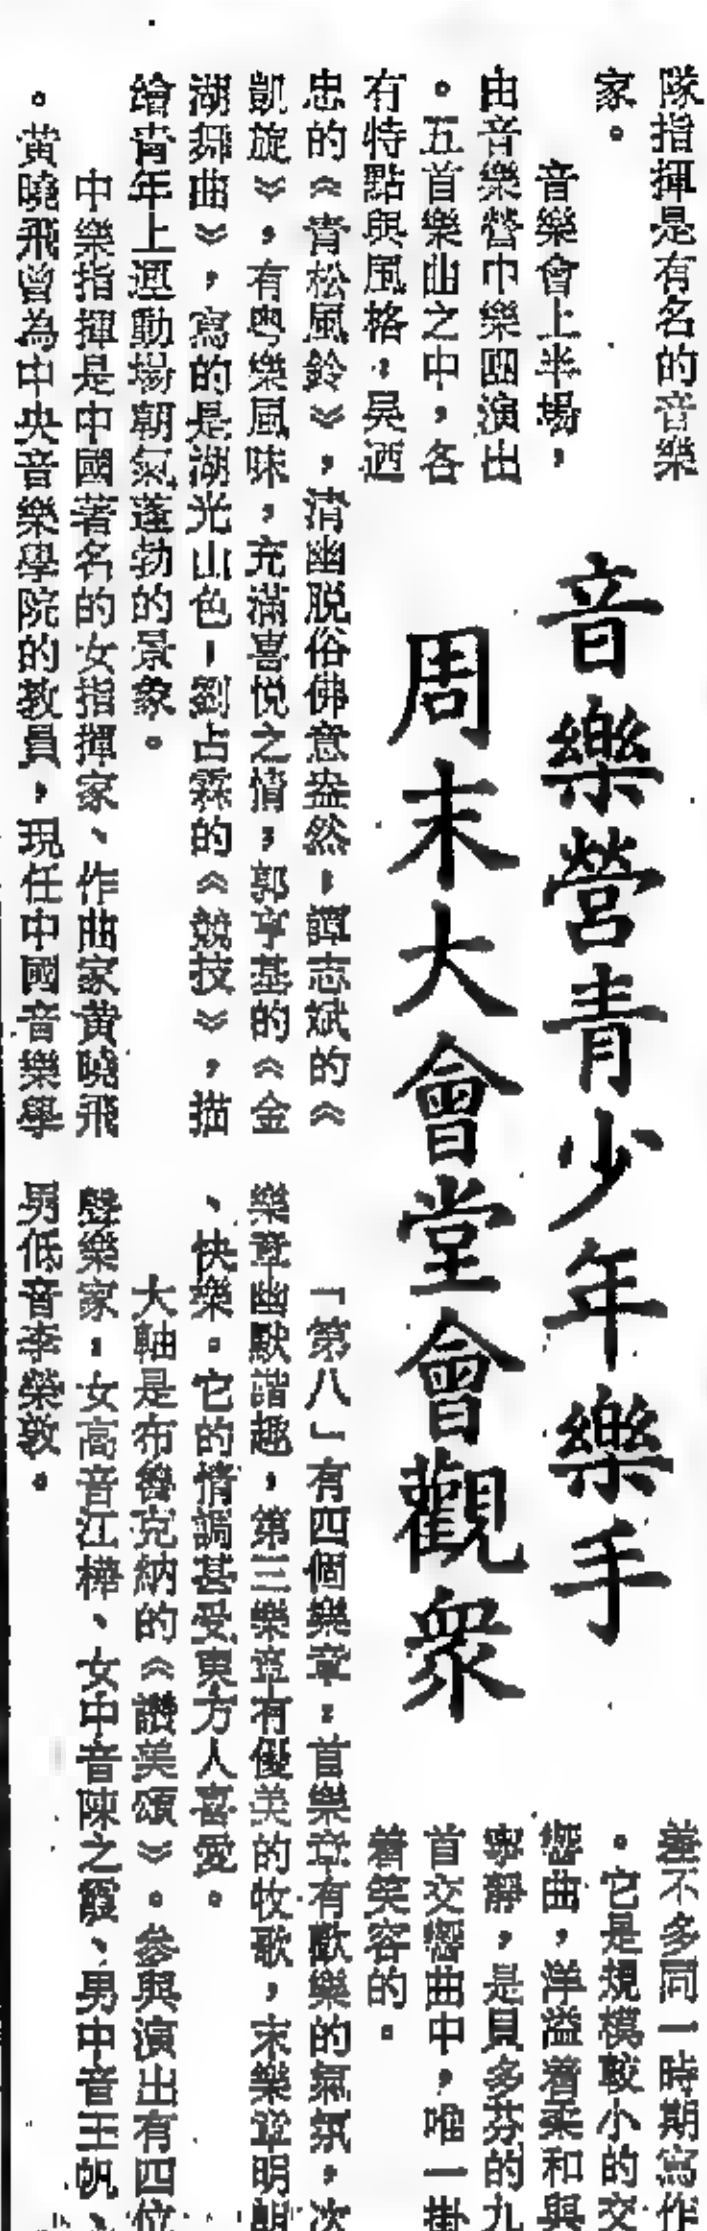 音樂營青少年樂手
周末大會堂會觀衆
隊指揮是有名的音樂
家。
音樂會上半場，
由音樂營中樂團演出
。五首樂曲之中，各
有特點與風格，吳迺
忠的《青松風鈴》，清幽脫俗佛意盎然；譚志斌的《
凱旋》，有粤樂風味，充滿喜悅之情；郭亨基的《金
湖舞曲》，寫的是湖光山色；劉占霖的《競技》，描
繪青年上運動場朝氣蓬勃的景象。
中樂指揮是中國著名的女指揮家、作曲家黃曉飛
。黃曉飛曾為中央音樂學院的教員，現任中國音樂學
差不多同一時期寫作
。它是規模較小的交
響曲，洋溢着柔和與
寧靜，是貝多芬的九
首交響曲中，唯一掛
着笑容的。
「第八」有四個樂章：首樂章有歡樂的氣氛，次
樂章幽默諧趣，第三樂章有優美的牧歌，末樂章明朗
、快樂。它的情調甚受東方人喜愛。
大軸是布魯克納的《讚美頌》。參與演出有四位
聲樂家：女高音江樺、女中音陳之霞、男中音王帆、
男低音李榮敦。